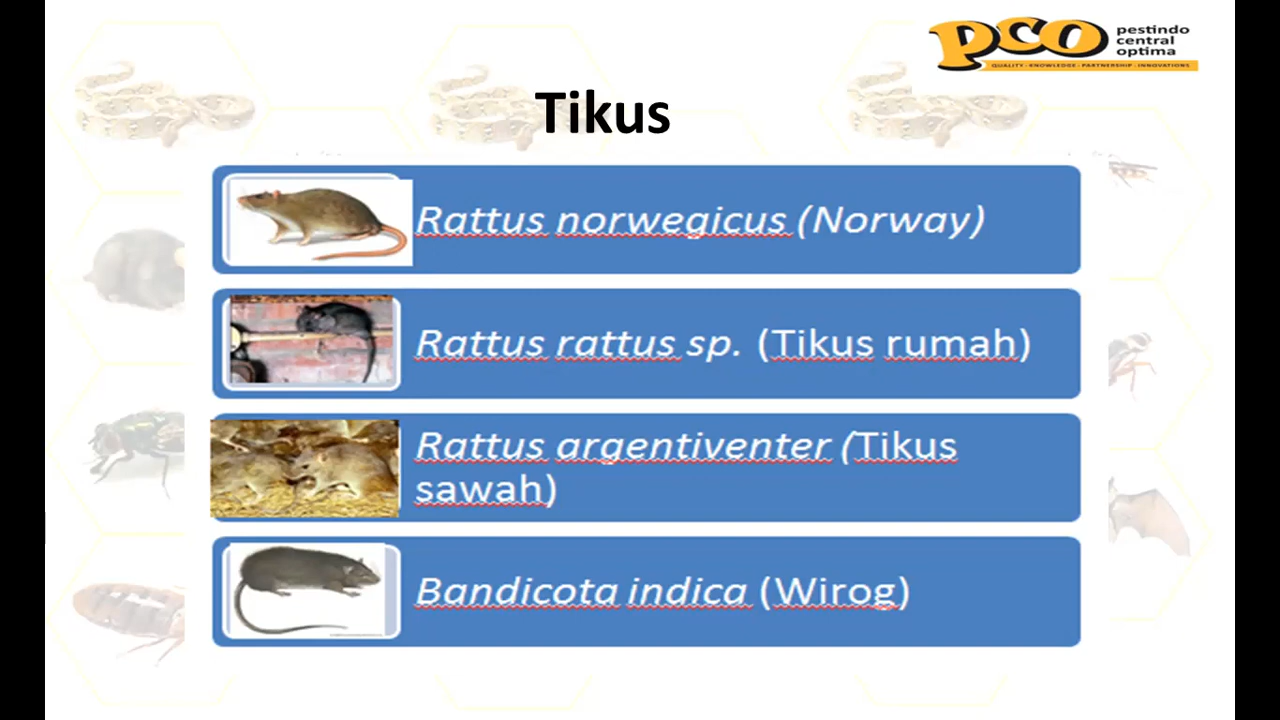 pco
pestindo
central
optima
QUALITY - KNOWLEDGE - PARTNERSHIP - INNOVATIONS
Tikus
Rattus norwegicus (Norway)
Rattus rattus sp. (Tikus rumah)
Rattus argentiventer (Tikus
sawah)
Bandicota indica (Wirog)